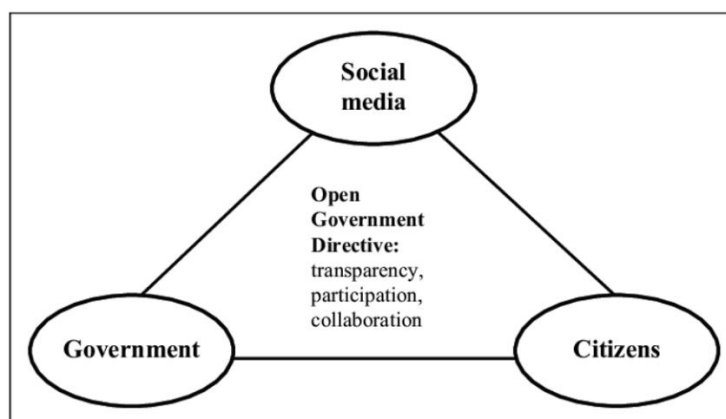 Social
media
Open
Government
Directive:
transparency,
participation,
collaboration
Government
Citizens